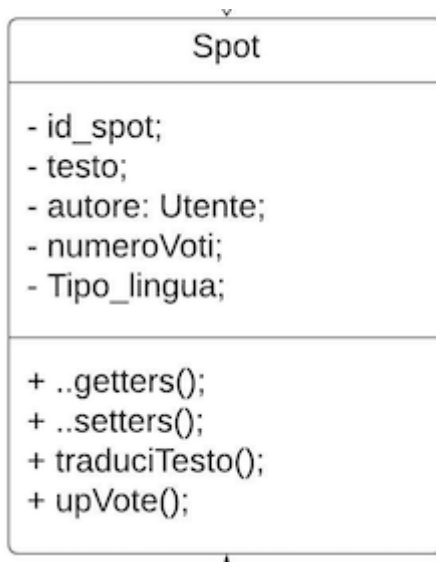 Spot
- id_spot;
- testo;
- autore: Utente;
- numeroVoti;
- Tipo_lingua;
+ ..getters();
+ ..setters();
+ traduciTesto();
+ upVote();